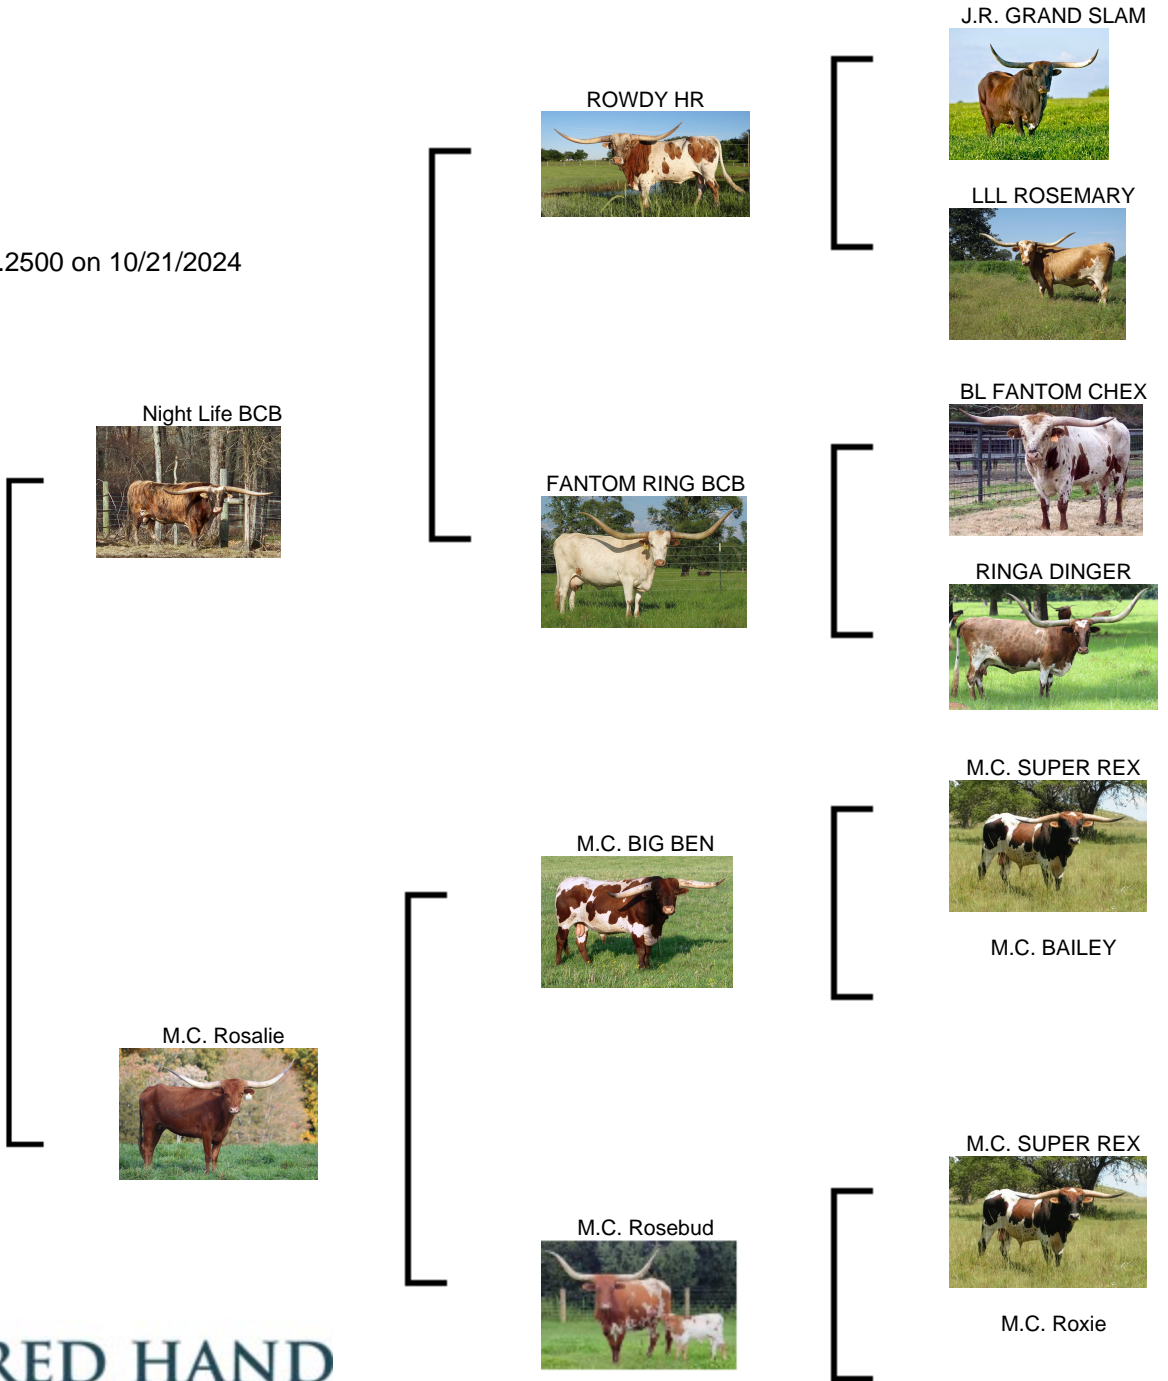 J.R. GRAND SLAM
ROWDY HR
LLL ROSEMARY
.2500 on 10/21/2024
BL FANTOM CHEX
Night Life BCB
FANTOM RING BCB
RINGA DINGER
M.C. SUPER REX
M.C. BIG BEN
M.C. BAILEY
M.C. Rosalie
M.C. SUPER REX
M.C. Rosebud
M.C. Roxie
RED HAND